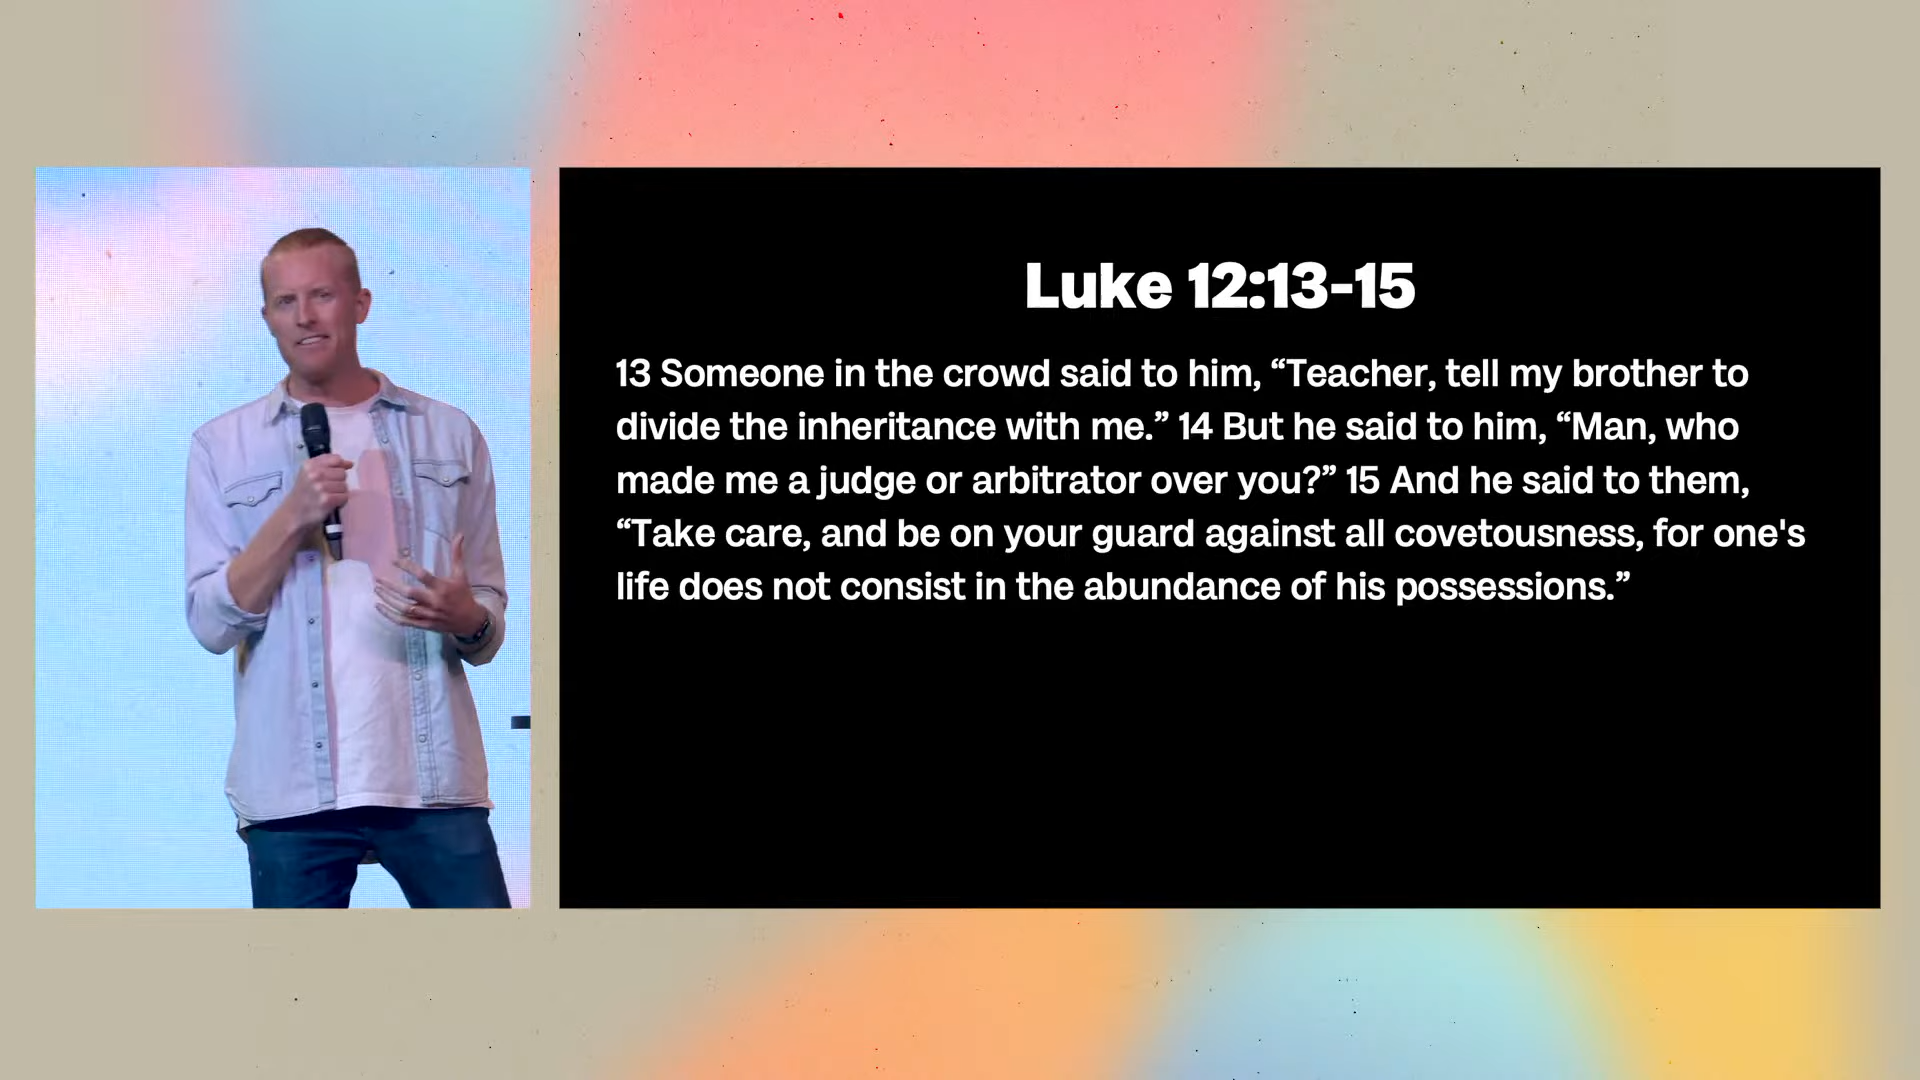 Luke 12:13-15
13 Someone in the crowd said to him, “Teacher, tell my brother to
divide the inheritance with me.” 14 But he said to him, “Man, who
made me a judge or arbitrator over you?” 15 And he said to them,
“Take care, and be on your guard against all covetousness, for one's
life does not consist in the abundance of his possessions.”